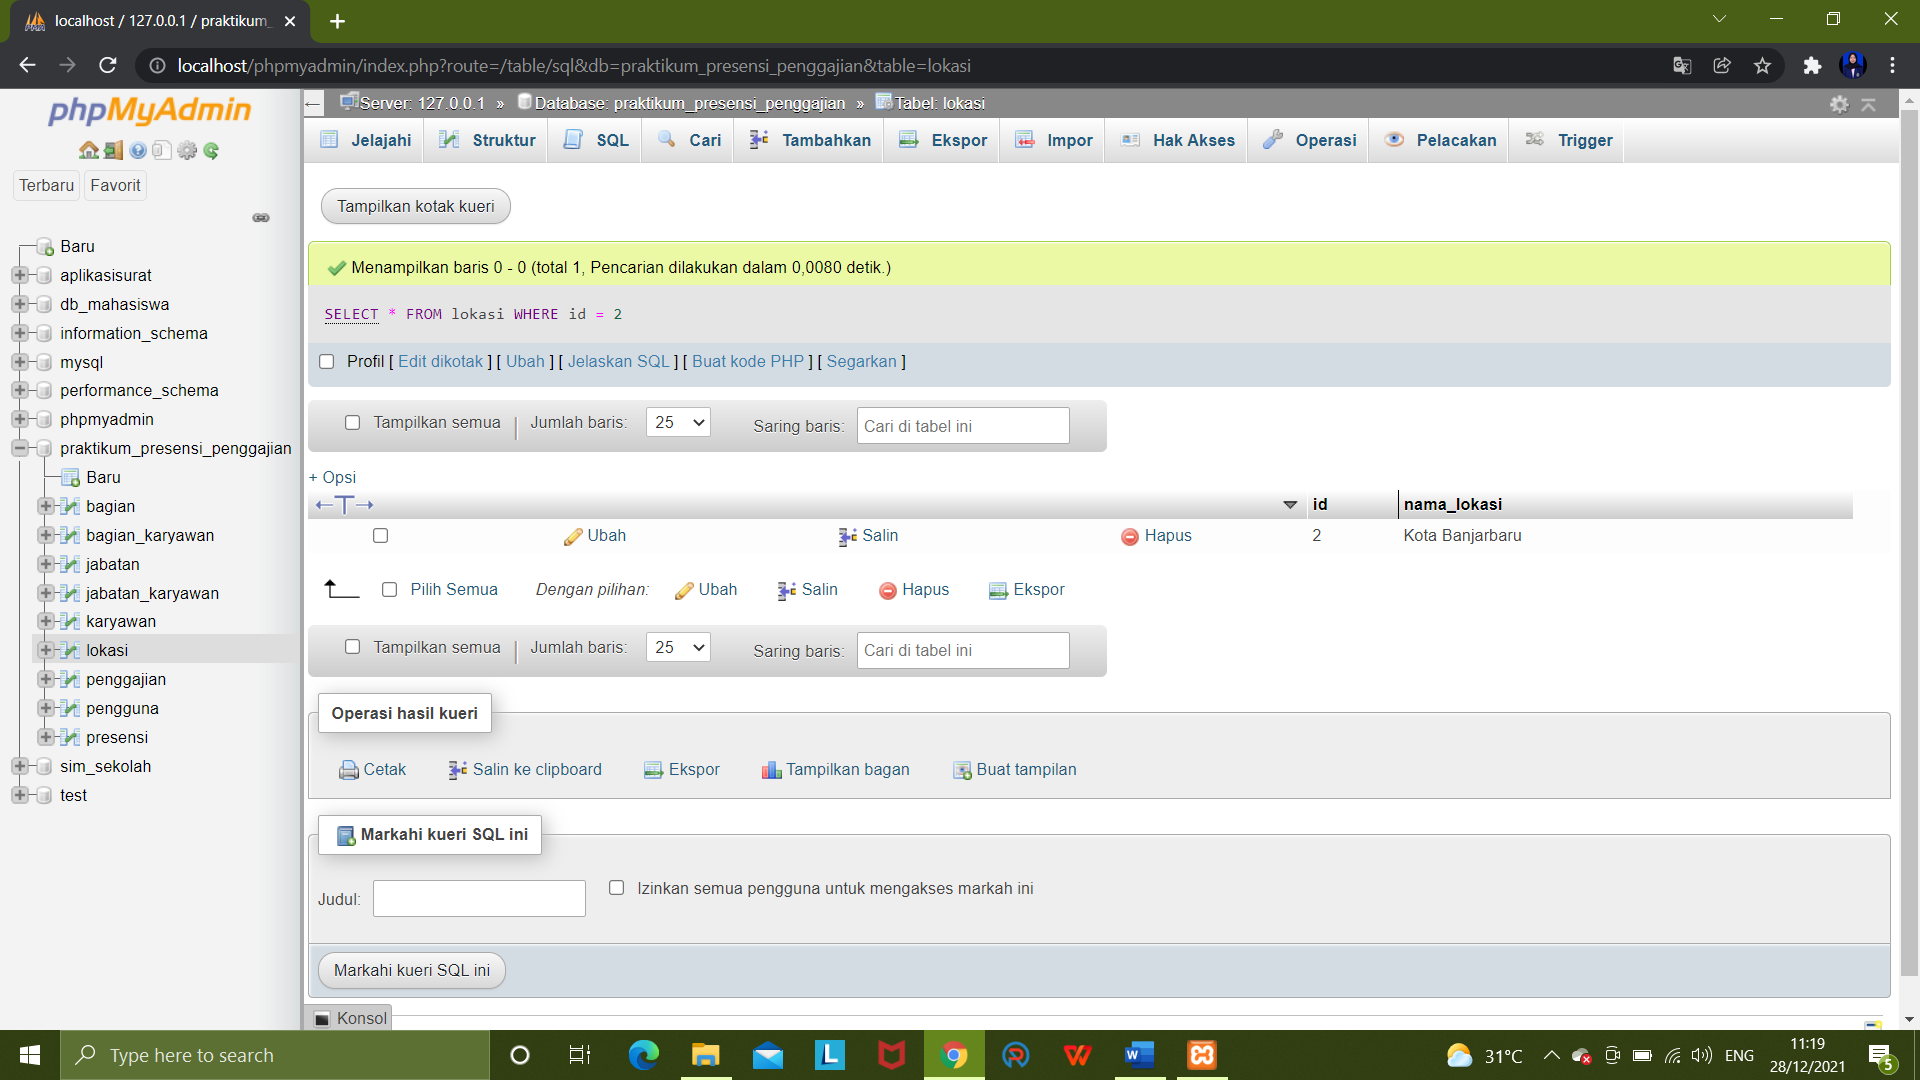 localhost / 127.0.0.1 / praktikum_
localhost/phpmyadmin/index.php?route=/table/sql&db=praktikum_presensi_penggajian&table=lokasi
phpMyAdmin
Server: 127.0.0.1 » Database: praktikum_presensi_penggajian » Tabel: lokasi
Jelajahi Struktur SQL Cari Tambahkan Ekspor Impor Hak Akses Operasi Pelacakan Trigger
Terbaru Favorit
Baru
aplikasisurat
db_mahasiswa
information_schema
mysql
performance_schema
phpmyadmin
praktikum_presensi_penggajian
Baru
bagian
bagian_karyawan
jabatan
jabatan_karyawan
karyawan
lokasi
penggajian
pengguna
presensi
sim_sekolah
test
Tampilkan kotak kueri
Menampilkan baris 0 - 0 (total 1, Pencarian dilakukan dalam 0,0080 detik.)
SELECT * FROM lokasi WHERE id = 2
Profil [ Edit dikotak ] [ Ubah ] [ Jelaskan SQL ] [ Buat kode PHP ] [ Segarkan ]
Tampilkan semua | Jumlah baris: 25 Saring baris: Cari di tabel ini
+ Opsi
←T→ id nama_lokasi
Ubah Salin Hapus 2 Kota Banjarbaru
Pilih Semua Dengan pilihan: Ubah Salin Hapus Ekspor
Tampilkan semua | Jumlah baris: 25 Saring baris: Cari di tabel ini
Operasi hasil kueri
Cetak Salin ke clipboard Ekspor Tampilkan bagan Buat tampilan
Markahi kueri SQL ini
Judul: Izinkan semua pengguna untuk mengakses markah ini
Markahi kueri SQL ini
Konsol
Type here to search
31°C ENG
11:19
28/12/2021
5